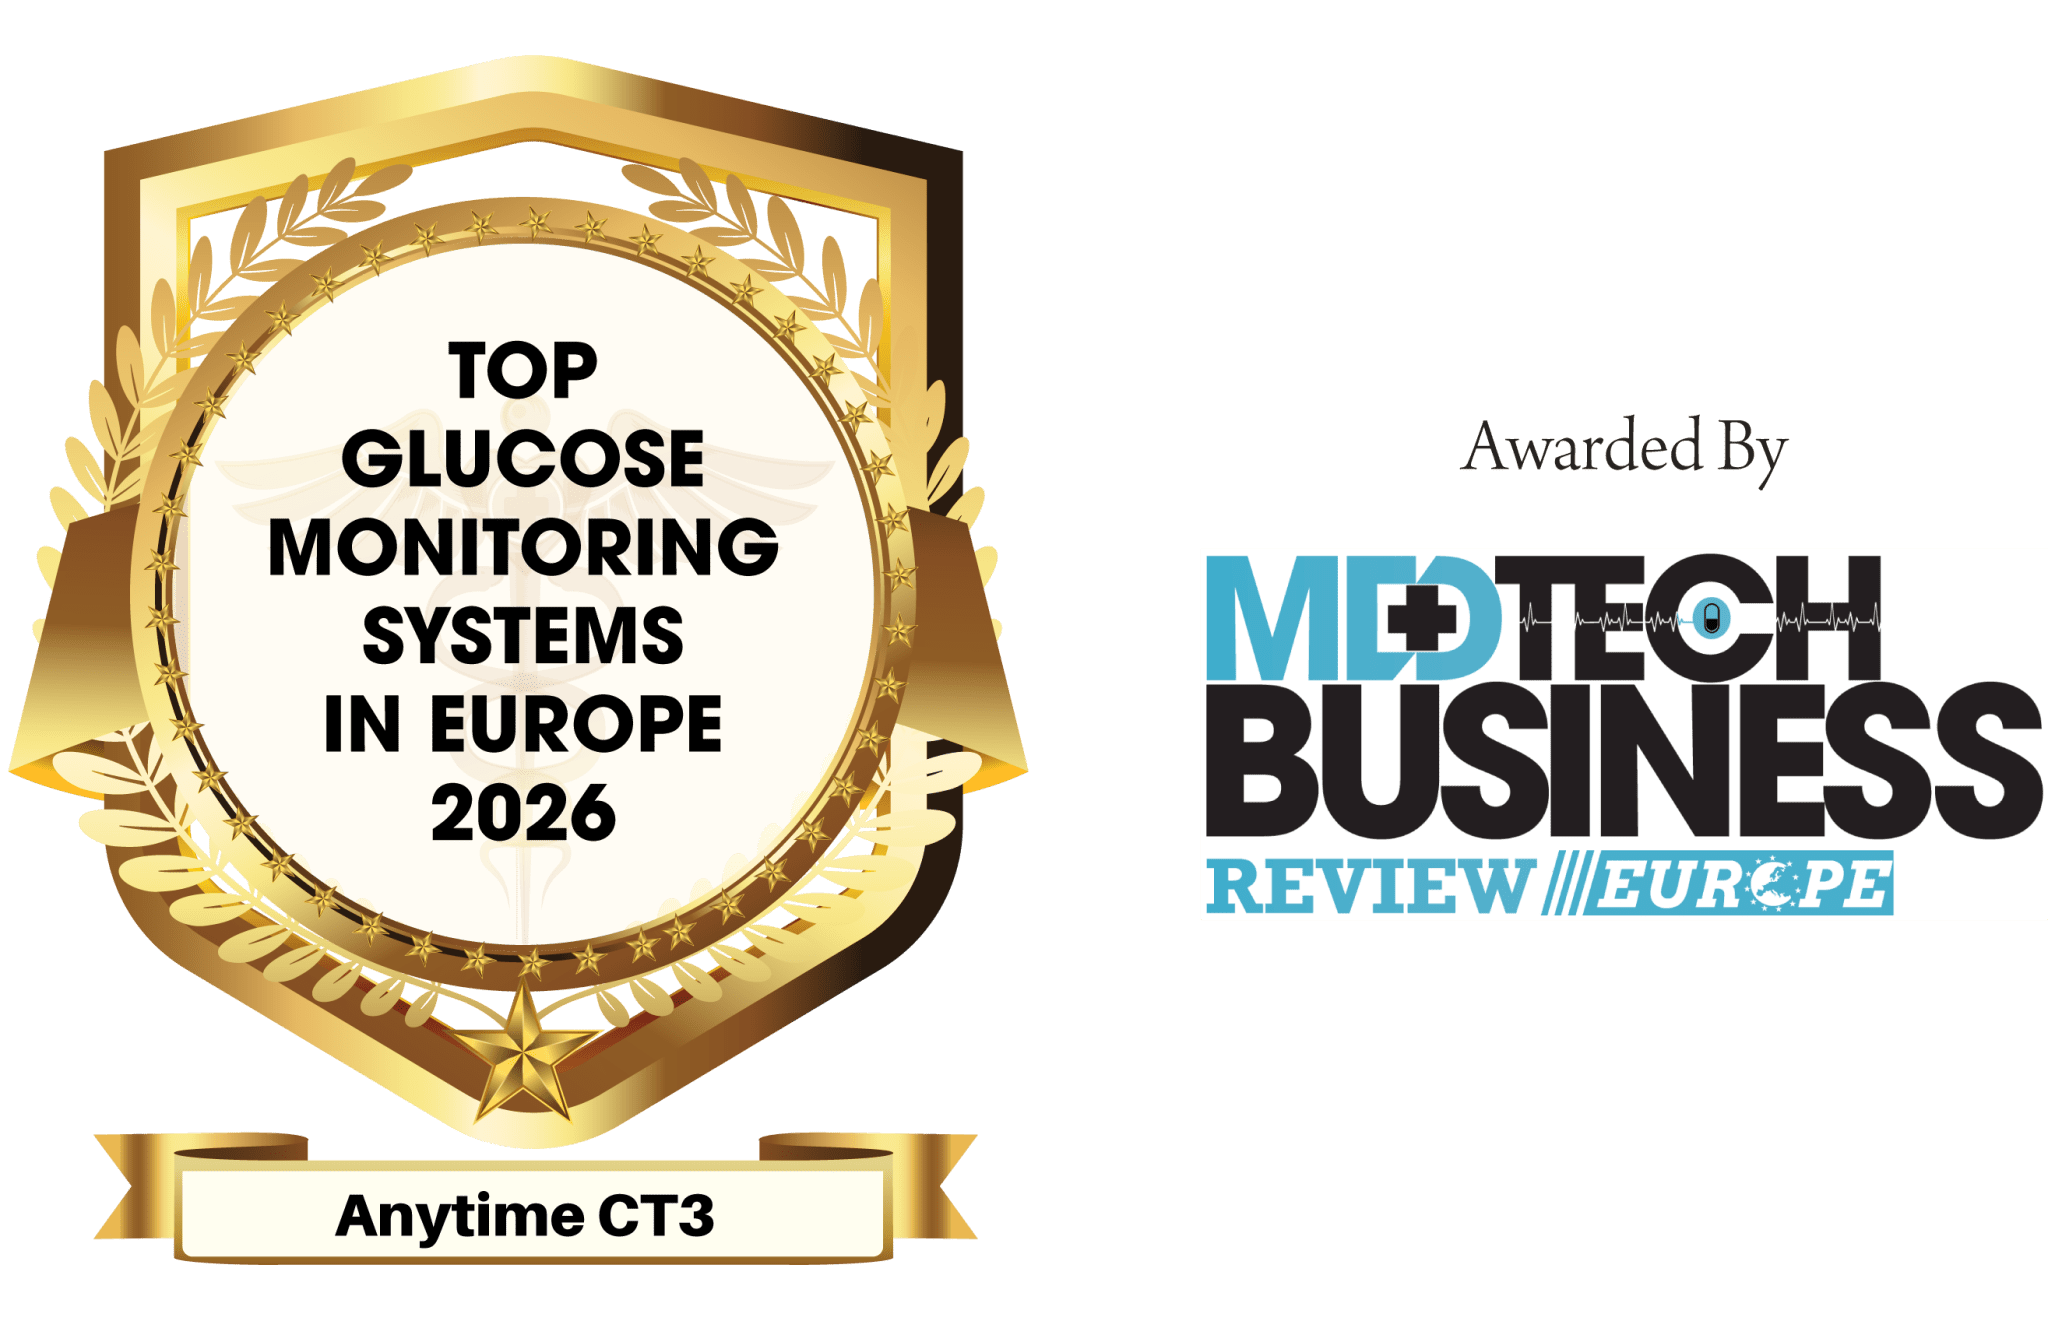 TOP
GLUCOSE
MONITORING
SYSTEMS
IN EUROPE
2026
Anytime CT3
Awarded By
MEDTECH
BUSINESS
REVIEW EUROPE